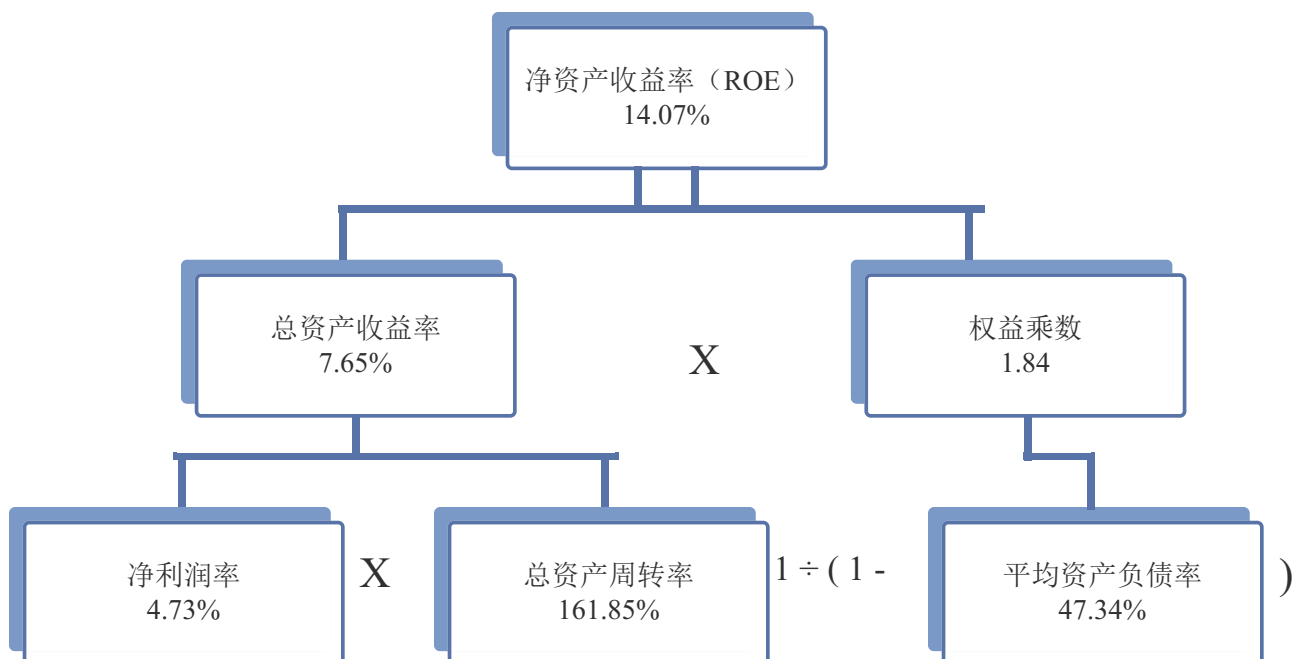 净资产收益率（ROE）
14.07%
总资产收益率
7.65%
X
权益乘数
1.84
净利润率
4.73%
X
总资产周转率
161.85%
1 ÷ ( 1 -
平均资产负债率
47.34%
)